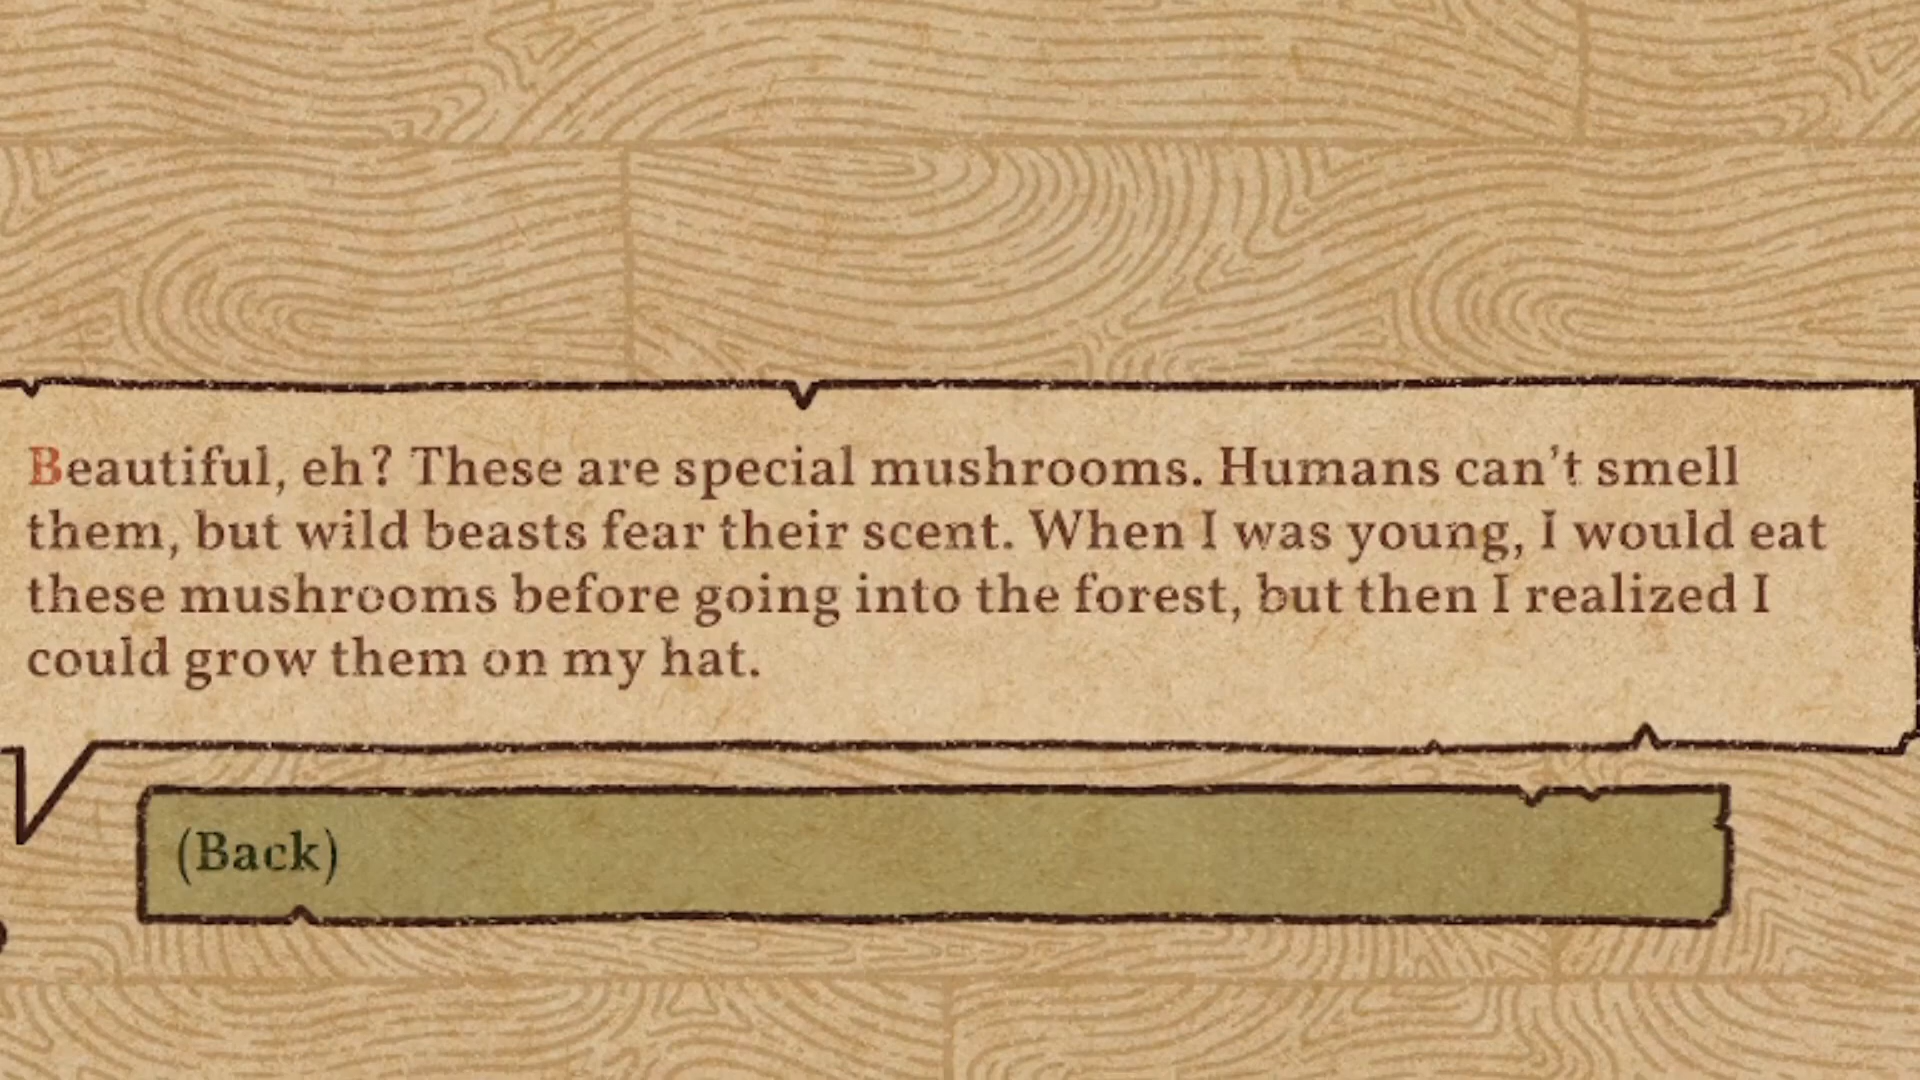 Beautiful, eh? These are special mushrooms. Humans can't smell
them, but wild beasts fear their scent. When I was young, I would eat
these mushrooms before going into the forest, but then I realized I
could grow them on my hat.
(Back)